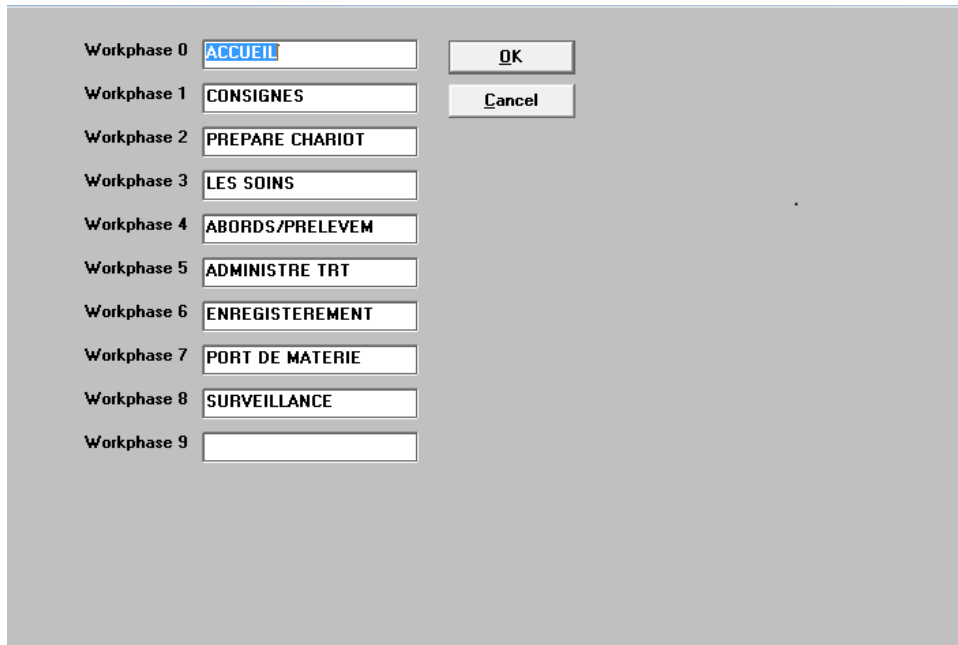 Workphase 0 ACCUEIL OK
Workphase 1 CONSIGNES Cancel
Workphase 2 PREPARE CHARIOT
Workphase 3 LES SOINS
Workphase 4 ABORDS/PRELEVEM
Workphase 5 ADMINISTRE TRT
Workphase 6 ENREGISTEREMENT
Workphase 7 PORT DE MATERIE
Workphase 8 SURVEILLANCE
Workphase 9